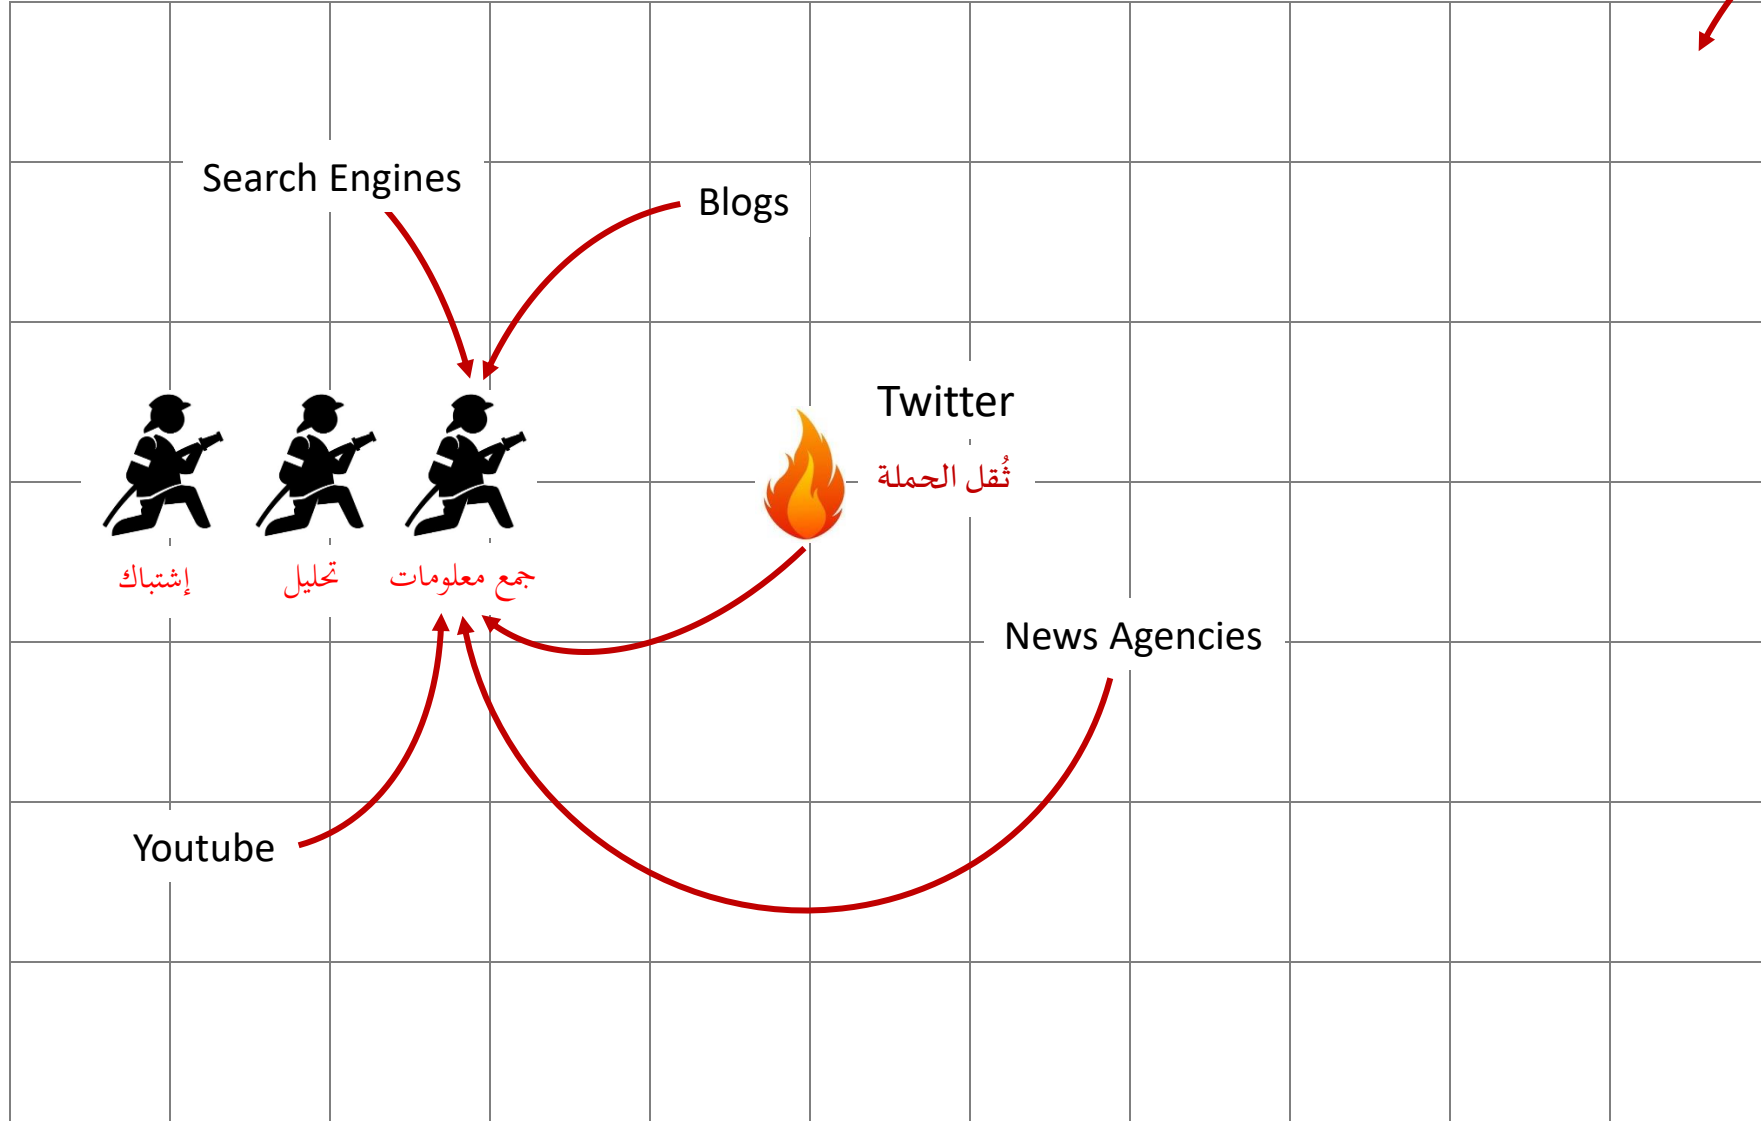 Search Engines
Blogs
Twitter
ثُقل الحملة
جمع معلومات
تحليل
إشتباك
News Agencies
Youtube